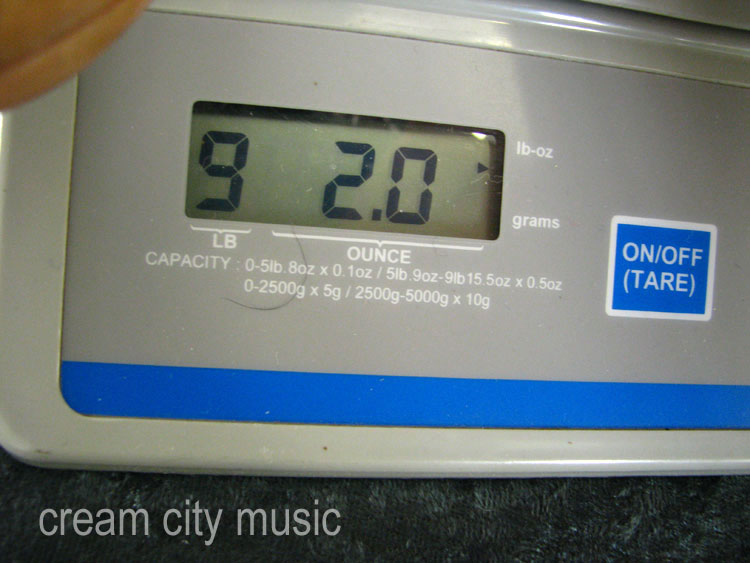 9 2.0
lb-oz
grams
LB OUNCE
ON/OFF
(TARE)
CAPACITY : 0-5lb.8oz x 0.1oz / 5lb.9oz-9lb15.5oz x 0.5oz
0-2500g x 5g / 2500g-5000g x 10g
cream city music